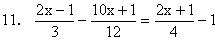 11. (2x−1)/3 − (10x+1)/12 = (2x+1)/4 − 1